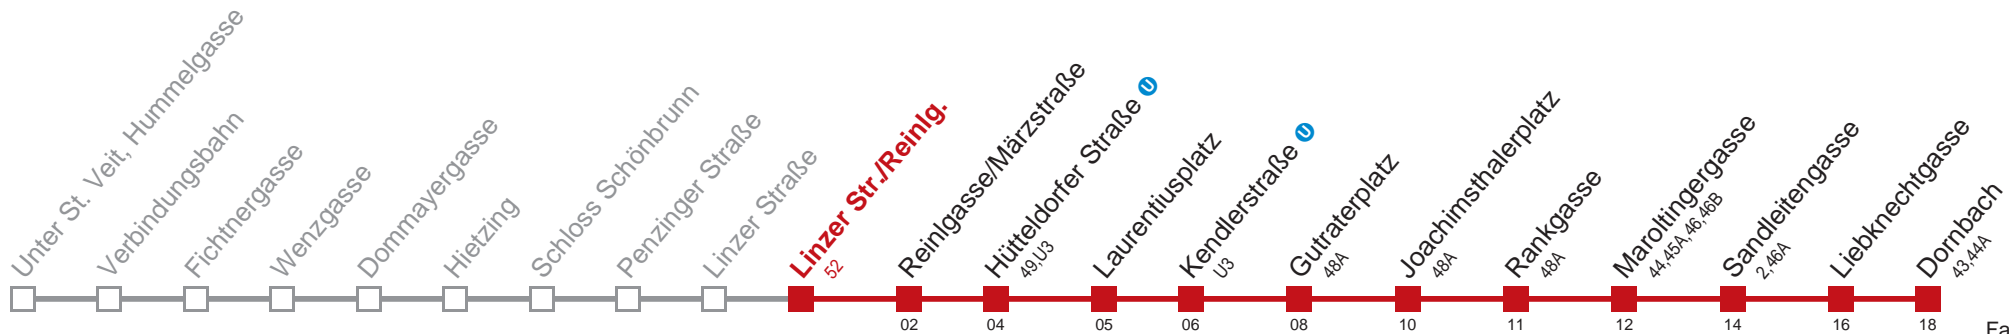 Unter St. Veit, Hummelgasse
Verbindungsbahn
Fichtnergasse
Wenzgasse
Dommayergasse
Hietzing
Schloss Schönbrunn
Penzinger Straße
Linzer Straße
Linzer Str./Reinlg.
52
Reinlgasse/Märzstraße
Hütteldorfer Straße U
49,U3
Laurentiusplatz
Kendlerstraße U
U3
Gutraterplatz
48A
Joachimsthalerplatz
48A
Rankgasse
48A
Maroltingergasse
44,45A,46,46B
Sandleitengasse
2,46A
Liebknechtgasse
Dornbach
43,44A
02 04 05 06 08 10 11 12 14 16 18